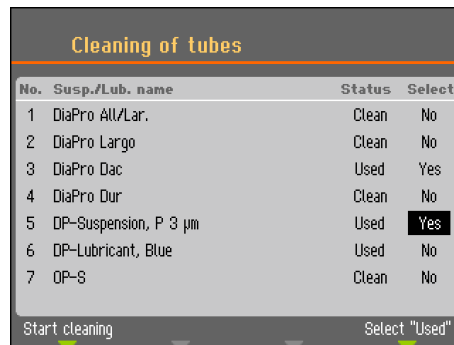 Cleaning of tubes
No. Susp./Lub. name Status Select
1 DiaPro All/Lar. Clean No
2 DiaPro Largo Clean No
3 DiaPro Dac Used Yes
4 DiaPro Dur Clean No
5 DP-Suspension, P 3 µm Used Yes
6 DP-Lubricant, Blue Used No
7 OP-S Clean No
Start cleaning Select "Used"